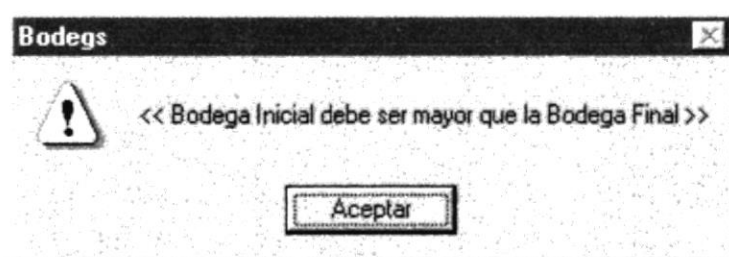 Bodegs
<< Bodega Inicial debe ser mayor que la Bodega Final >>
Aceptar